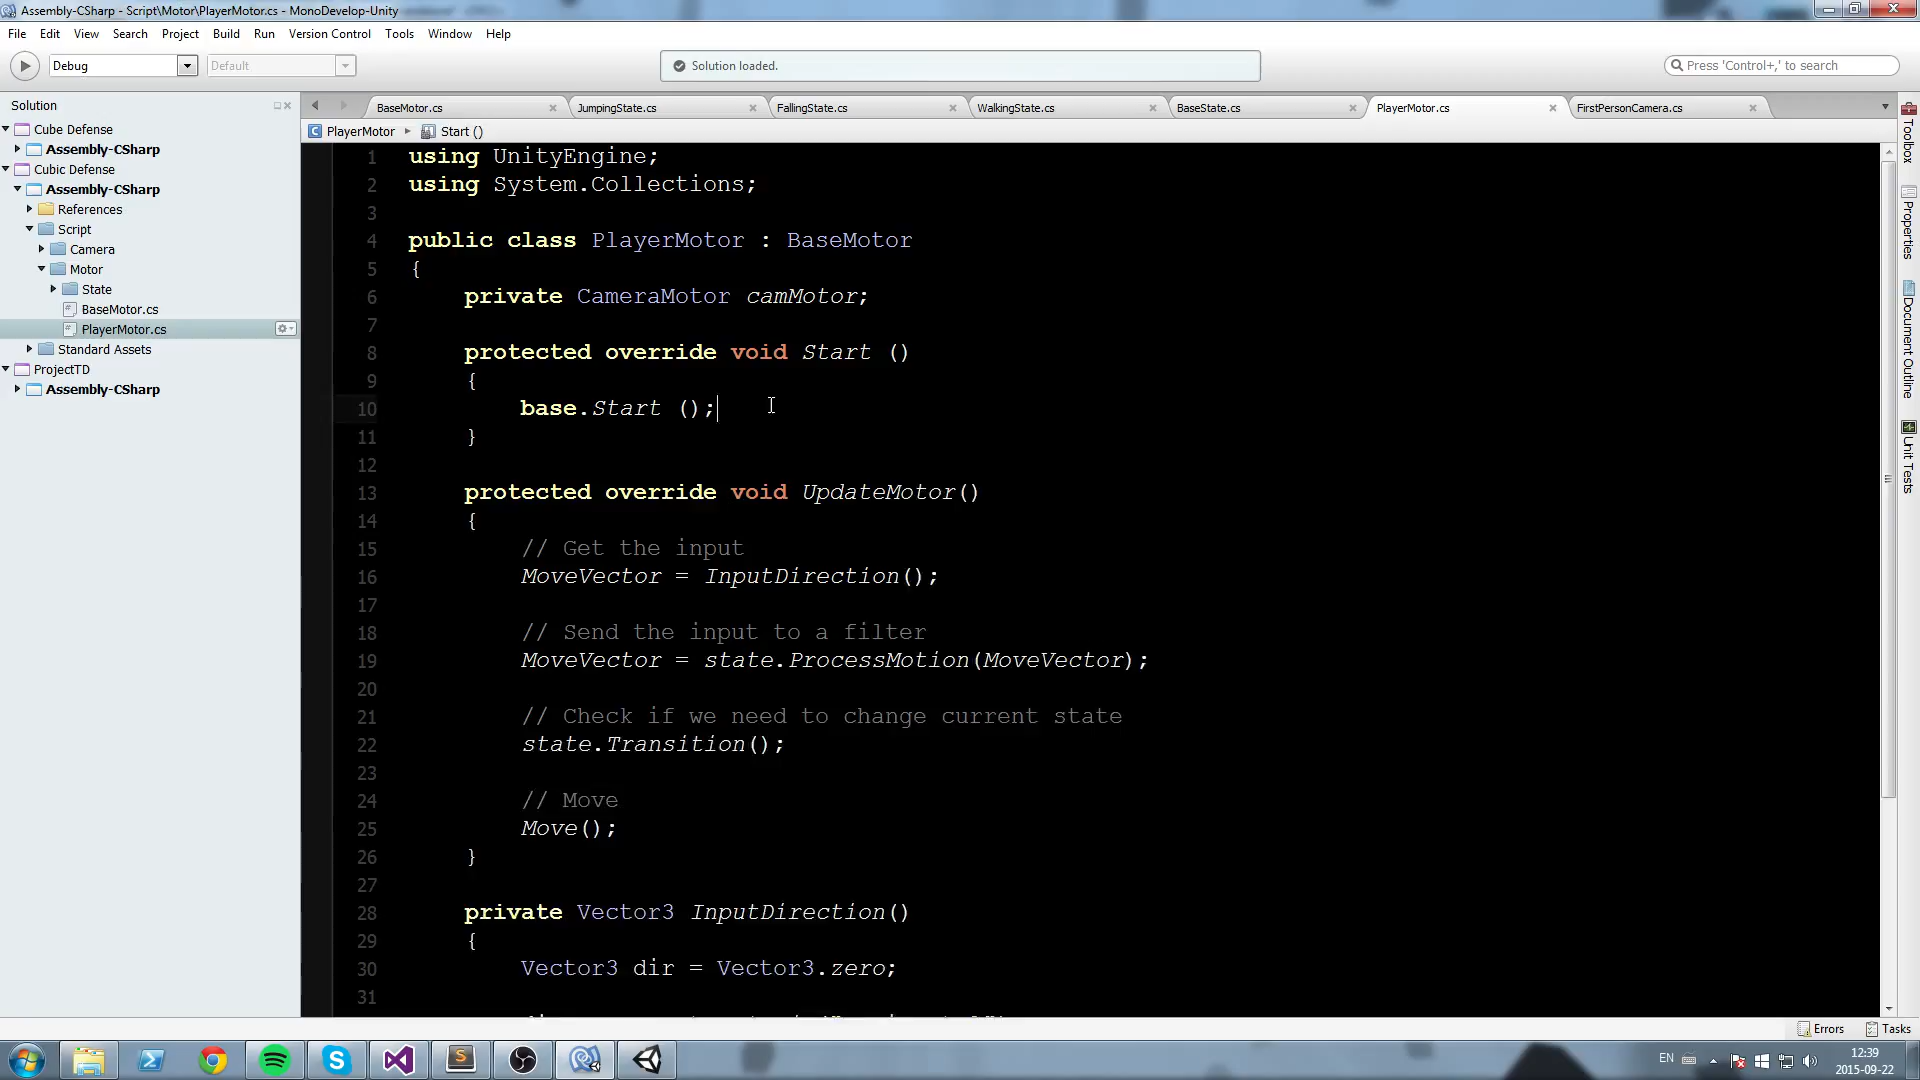 Assembly-CSharp - Script\Motor\PlayerMotor.cs - MonoDevelop-Unity
File Edit View Search Project Build Run Version Control Tools Window Help
Debug Default Solution loaded. Press 'Control+,' to search
Solution
Cube Defense
Assembly-CSharp
Cubic Defense
Assembly-CSharp
References
Script
Camera
Motor
State
BaseMotor.cs
PlayerMotor.cs
Standard Assets
ProjectTD
Assembly-CSharp
BaseMotor.cs JumpingState.cs FallingState.cs WalkingState.cs BaseState.cs PlayerMotor.cs FirstPersonCamera.cs
PlayerMotor Start ()
1 using UnityEngine;
2 using System.Collections;
3
4 public class PlayerMotor : BaseMotor
5 {
6 private CameraMotor camMotor;
7
8 protected override void Start ()
9 {
10 base.Start ();
11 }
12
13 protected override void UpdateMotor()
14 {
15 // Get the input
16 MoveVector = InputDirection();
17
18 // Send the input to a filter
19 MoveVector = state.ProcessMotion(MoveVector);
20
21 // Check if we need to change current state
22 state.Transition();
23
24 // Move
25 Move();
26 }
27
28 private Vector3 InputDirection()
29 {
30 Vector3 dir = Vector3.zero;
31
Toolbox
Properties
Document Outline
Unit Tests
Errors Tasks
EN
12:39
2015-09-22